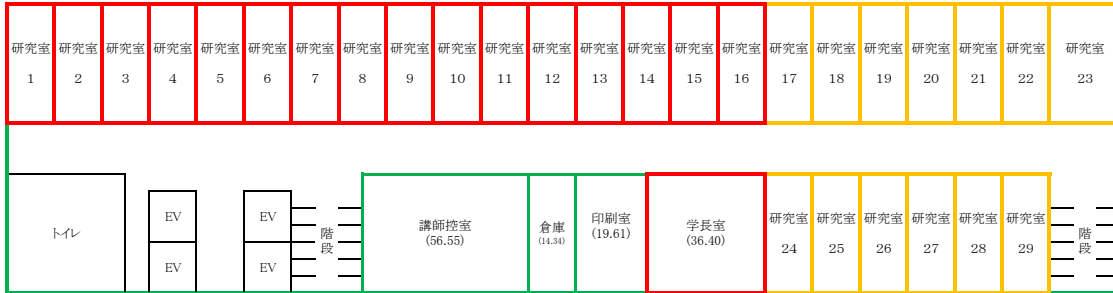 研究室 研究室 研究室 研究室 研究室 研究室 研究室 研究室 研究室 研究室 研究室 研究室 研究室 研究室 研究室 研究室 研究室 研究室 研究室 研究室 研究室 研究室 研究室
1 2 3 4 5 6 7 8 9 10 11 12 13 14 15 16 17 18 19 20 21 22 23
トイレ
EV
EV
EV
EV
階段
講師控室
(56.55)
倉庫
(14.34)
印刷室
(19.61)
学長室
(36.40)
研究室 研究室 研究室 研究室 研究室 研究室
24 25 26 27 28 29
階段